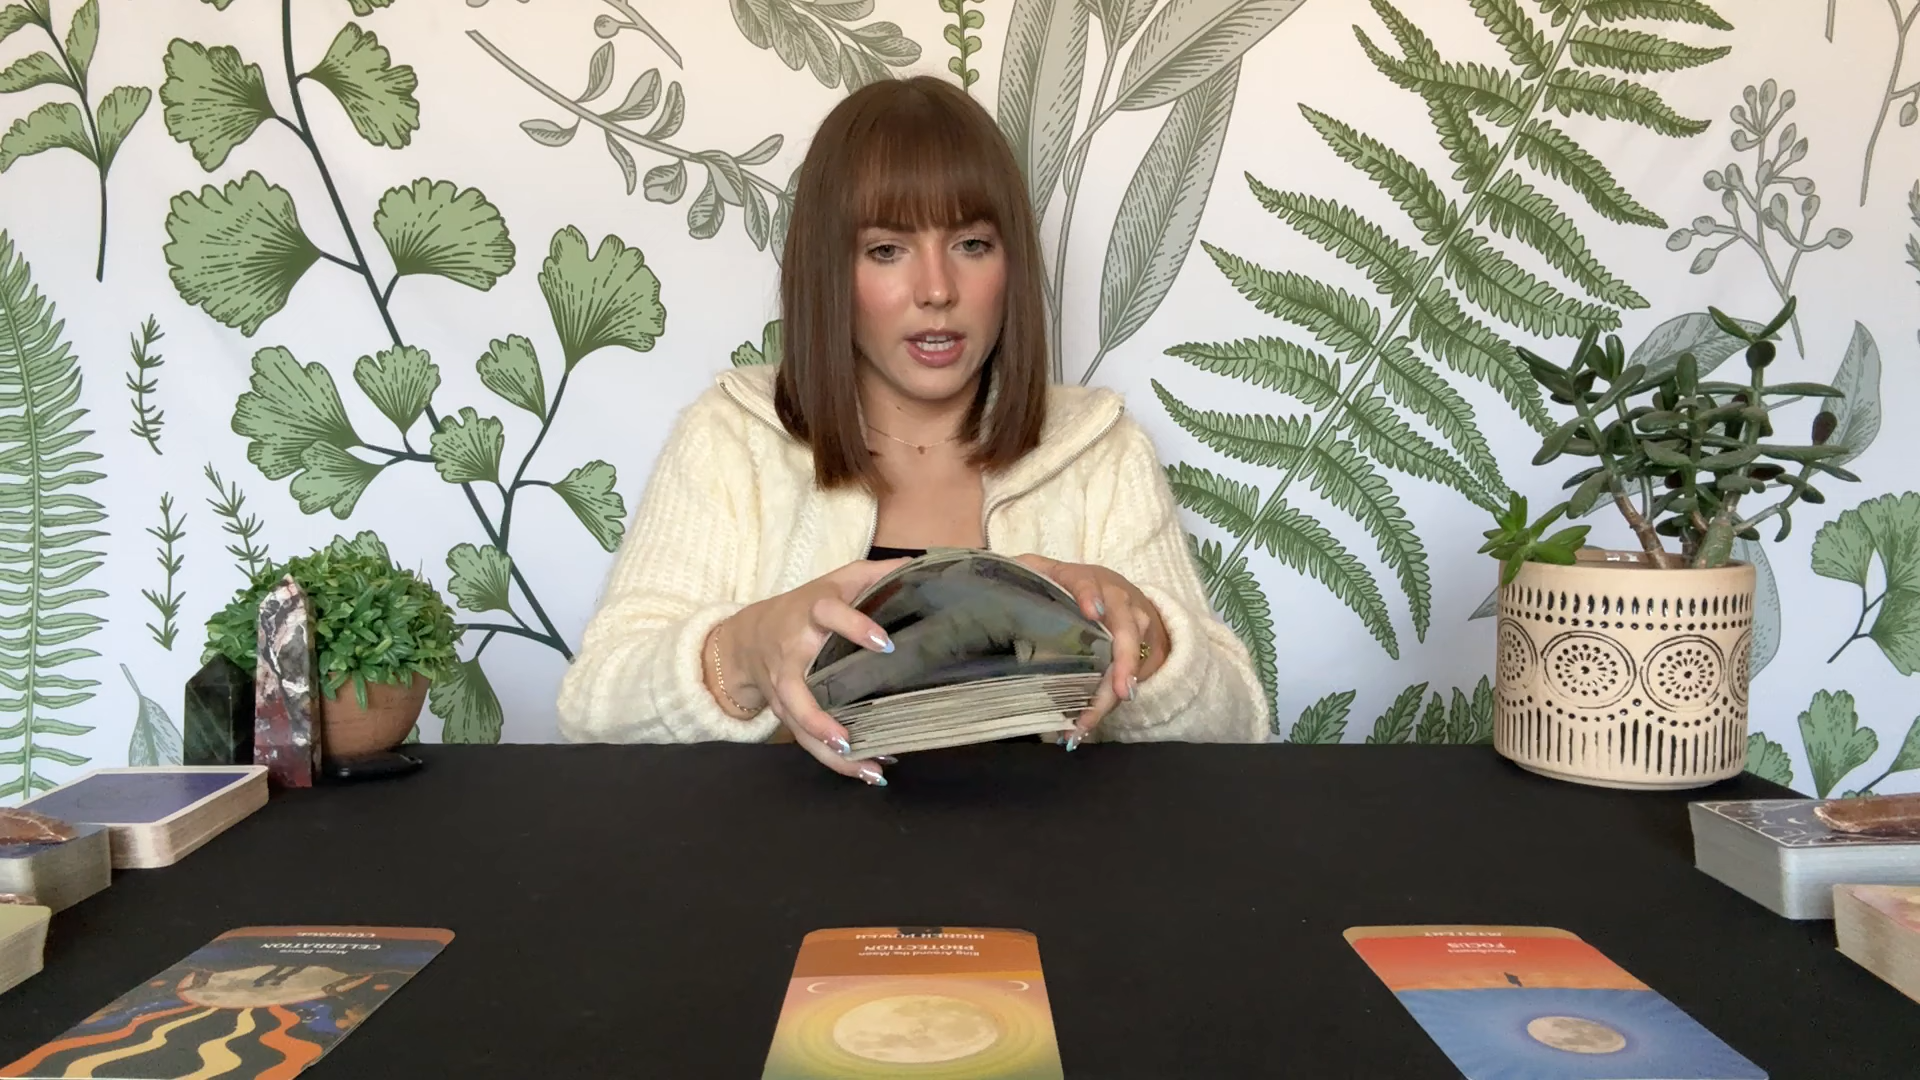 Moon Dance
CELEBRATION
Ring Around the Moon
PROTECTION
HIGHER POWER
FOCUS